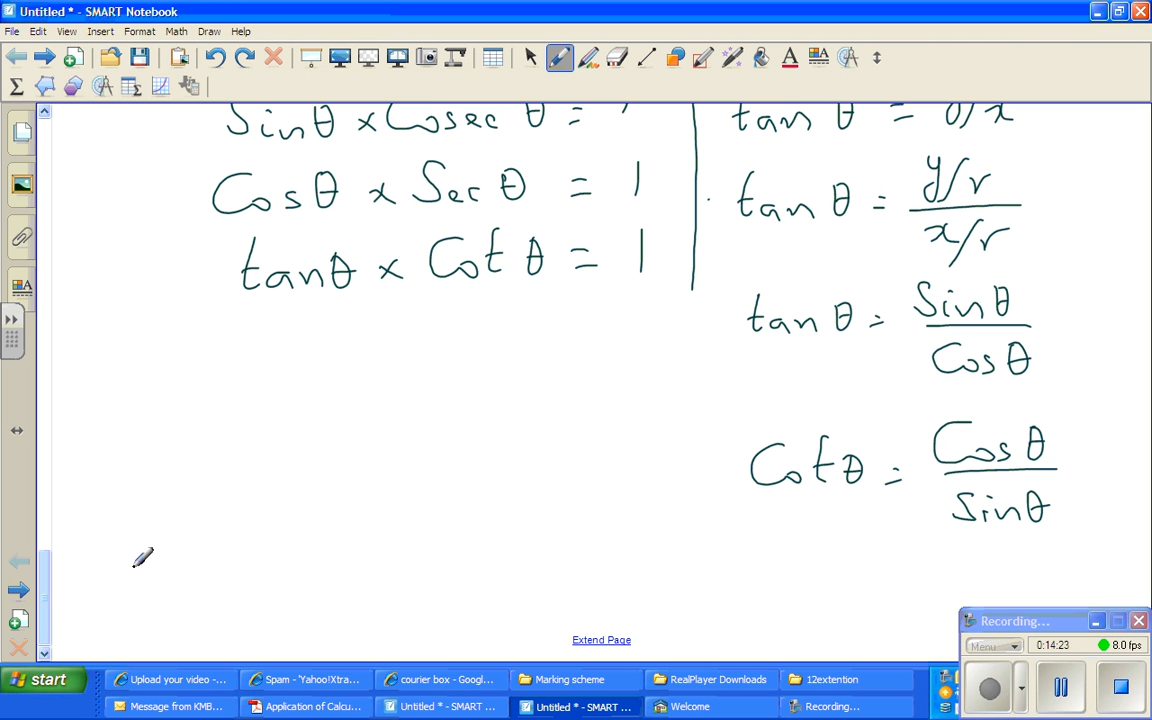 Untitled * - SMART Notebook
File Edit View Insert Format Math Draw Help
Sinθ × Cosec θ =
Cosθ × Sec θ = 1
tanθ × Cot θ = 1
tan θ =
tan θ = y/r
x/r
tan θ = Sinθ
Cosθ
Cot θ = Cos θ
Sinθ
Extend Page
Recording...
Menu 0:14:23 8.0 fps
start
Upload your video -...
Spam - 'Yahoo!Xtra...
courier box - Googl...
Marking scheme
RealPlayer Downloads
12extention
Message from KMB...
Application of Calcu...
Untitled * - SMART ...
Untitled * - SMART ...
Welcome
Recording...